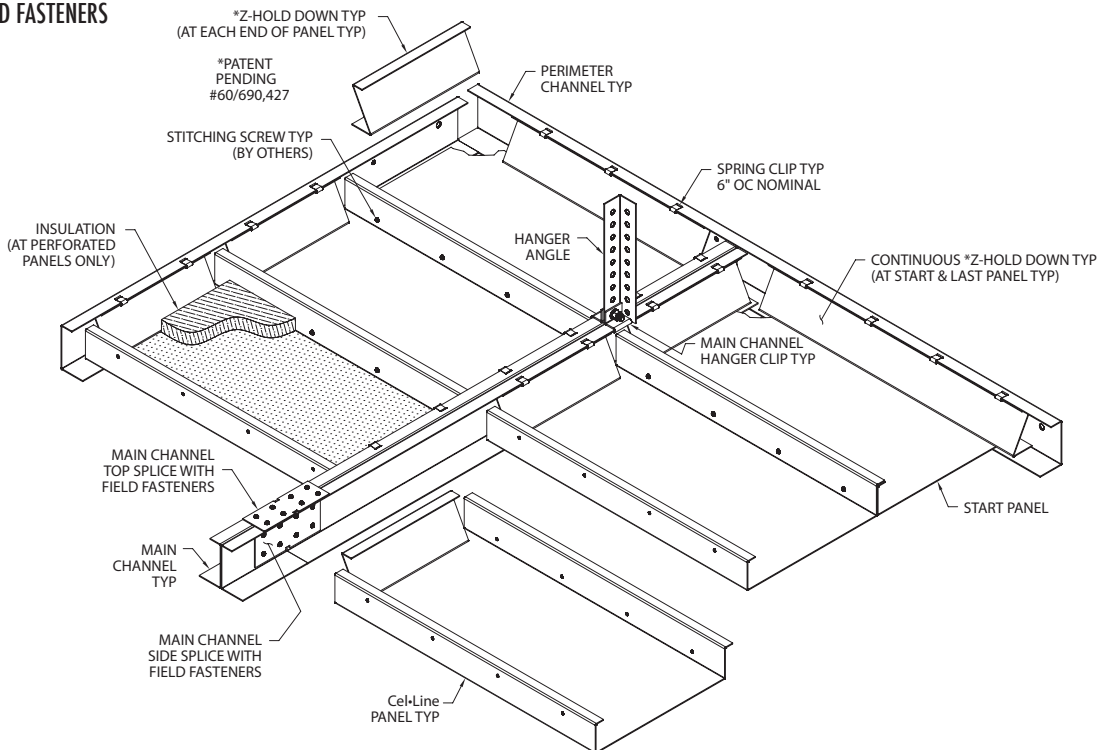 D FASTENERS
*Z-HOLD DOWN TYP
(AT EACH END OF PANEL TYP)
*PATENT
PENDING
#60/690,427
PERIMETER
CHANNEL TYP
STITCHING SCREW TYP
(BY OTHERS)
SPRING CLIP TYP
6" OC NOMINAL
INSULATION
(AT PERFORATED
PANELS ONLY)
HANGER
ANGLE
CONTINUOUS *Z-HOLD DOWN TYP
(AT START & LAST PANEL TYP)
MAIN CHANNEL
HANGER CLIP TYP
MAIN CHANNEL
TOP SPLICE WITH
FIELD FASTENERS
START PANEL
MAIN
CHANNEL
TYP
MAIN CHANNEL
SIDE SPLICE WITH
FIELD FASTENERS
Cel•Line
PANEL TYP